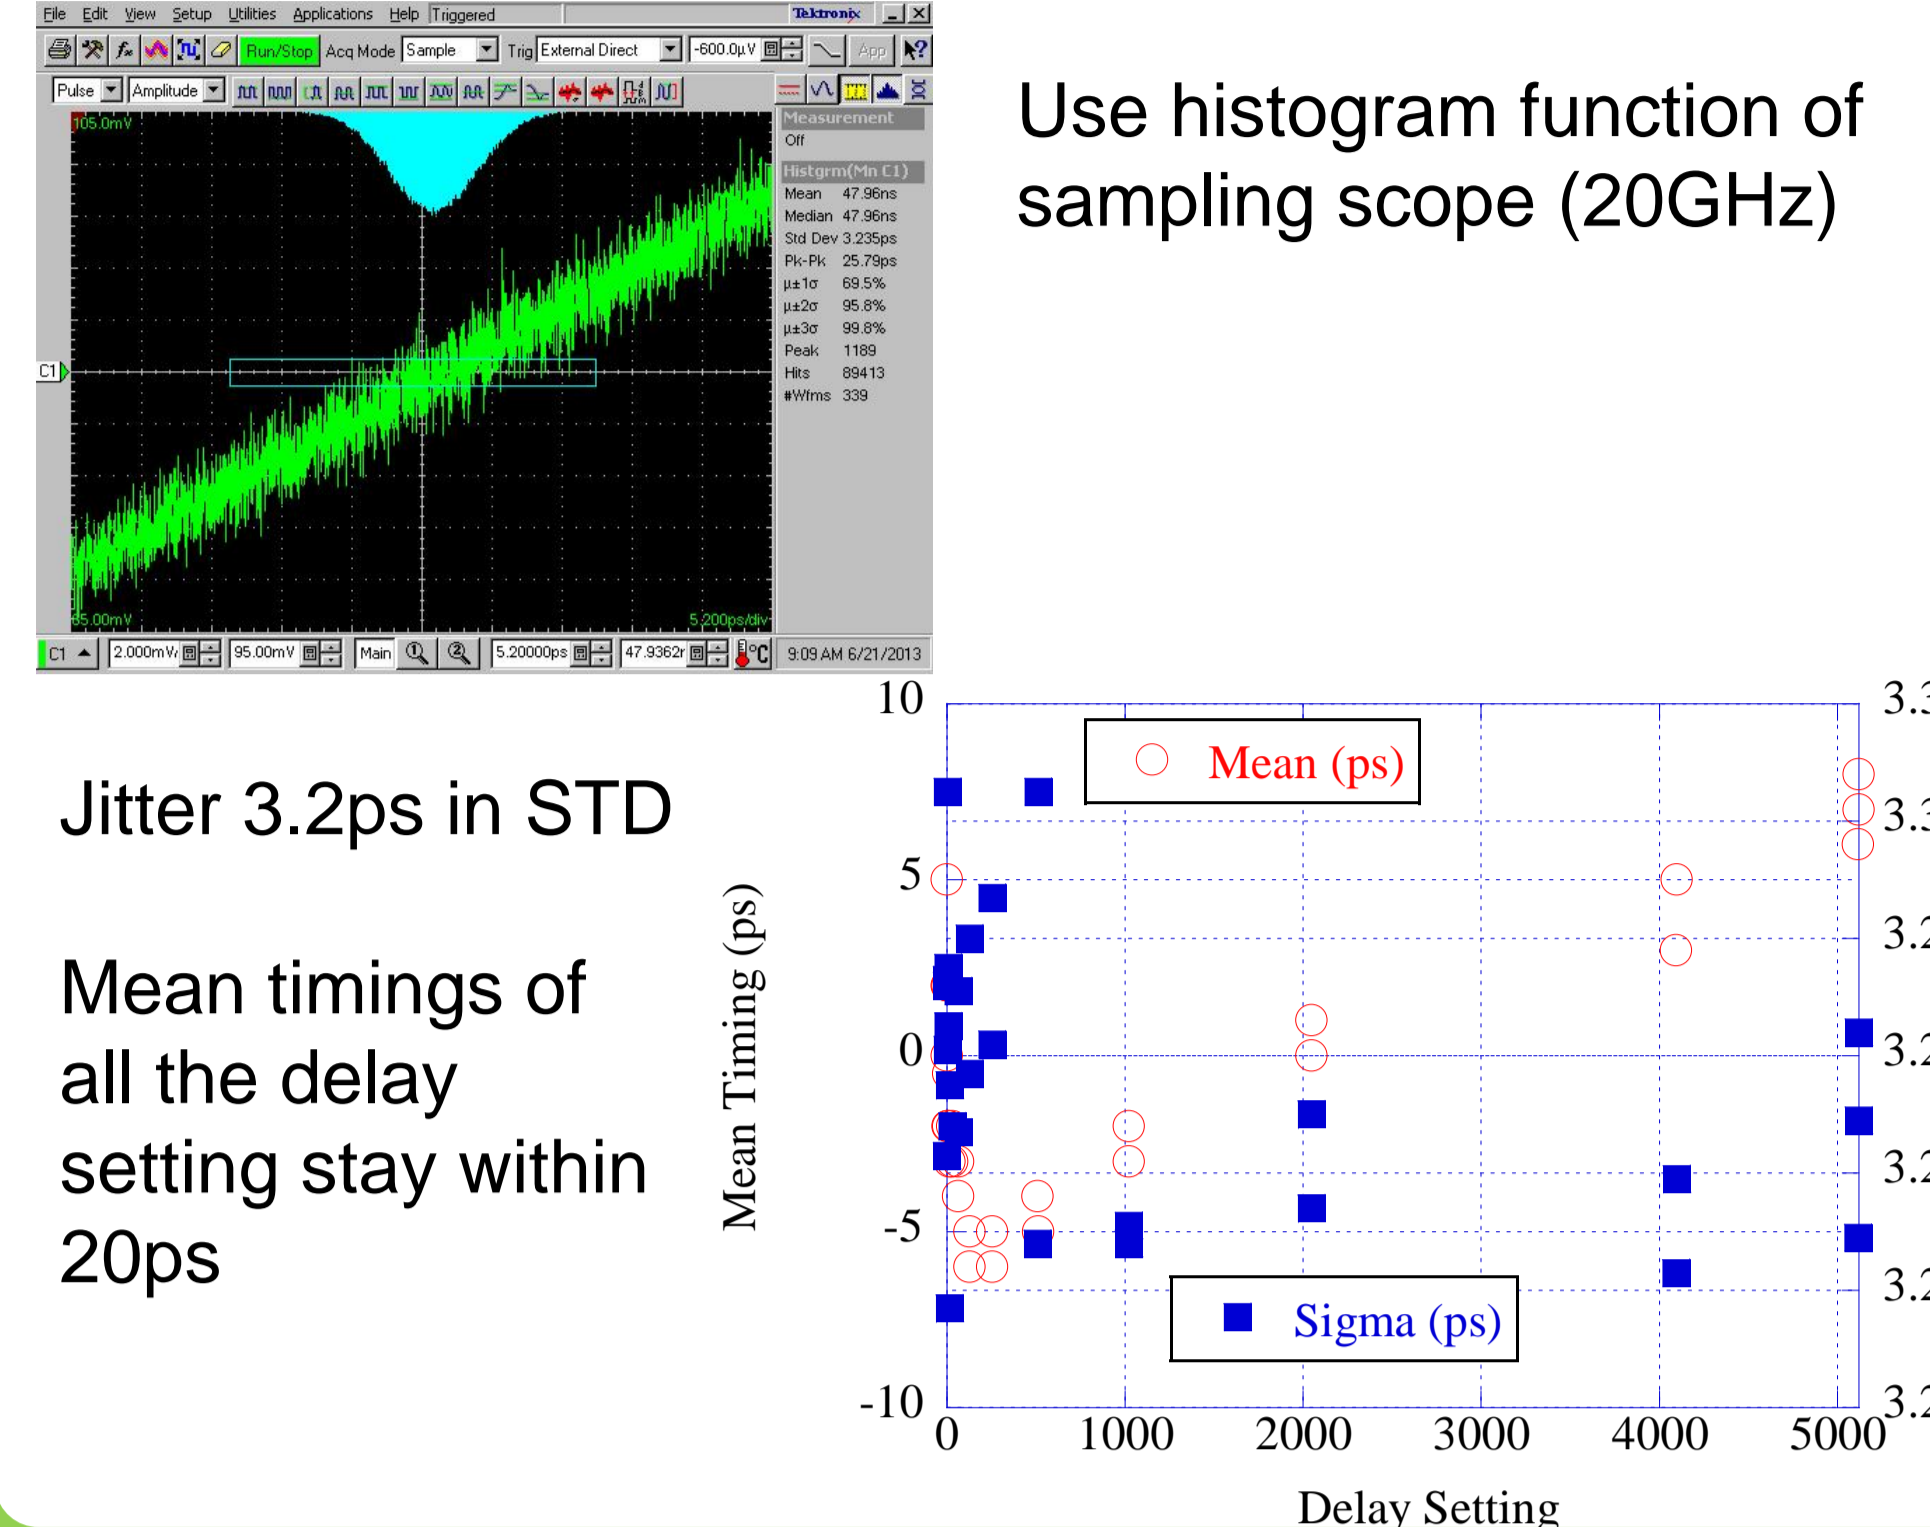 File Edit View Setup Utilities Applications Help Triggered Tektronix
Run/Stop Acq Mode Sample Trig External Direct -600.0µV App
Pulse Amplitude
105.0mV
Measurement
Off
Histgrm(Mn C1)
Mean 47.96ns
Median 47.96ns
Std Dev 3.235ps
Pk-Pk 25.79ps
µ±1σ 69.5%
µ±2σ 95.8%
µ±3σ 99.8%
Peak 1189
Hits 89413
#Wfms 339
C1
85.00mV 5.200ps/div
C1 2.000mV/ 95.00mV Main 1 2 5.20000ps 47.9362r °C 9:09 AM 6/21/2013
Use histogram function of
sampling scope (20GHz)
Jitter 3.2ps in STD
Mean timings of
all the delay
setting stay within
20ps
Mean (ps)
Sigma (ps)
Mean Timing (ps)
10
5
0
-5
-10
0 1000 2000 3000 4000 5000
Delay Setting